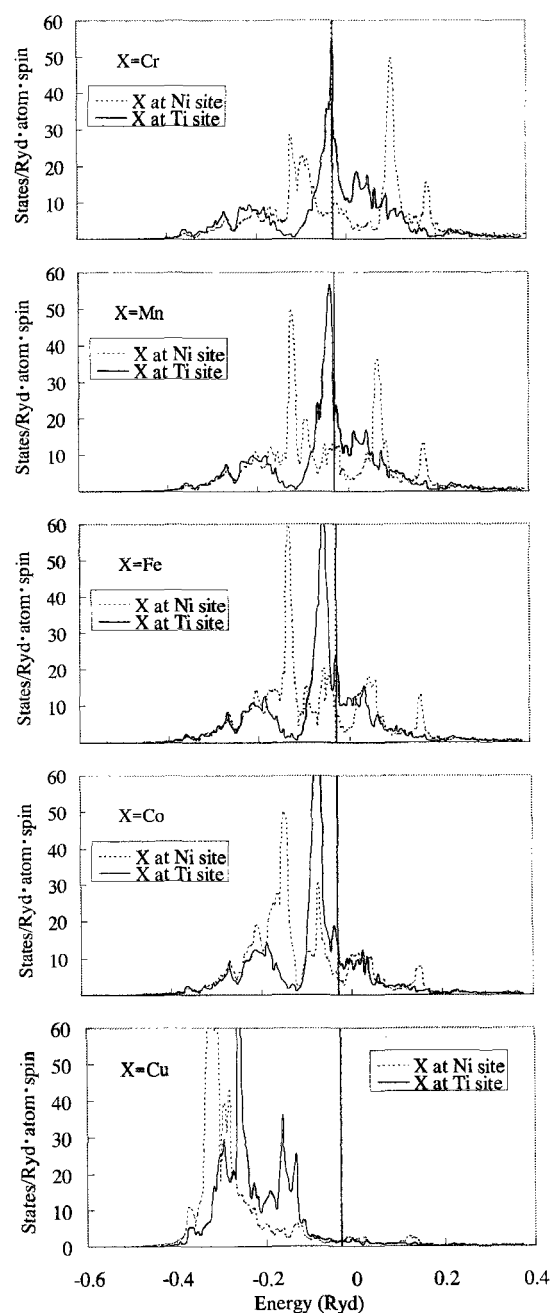 60
50
40
30
20
10
States/Ryd·atom·spin
X=Cr
X at Ni site
X at Ti site
60
50
40
30
20
10
States/Ryd·atom·spin
X=Mn
X at Ni site
X at Ti site
60
50
40
30
20
10
States/Ryd·atom·spin
X=Fe
X at Ni site
X at Ti site
60
50
40
30
20
10
States/Ryd·atom·spin
X=Co
X at Ni site
X at Ti site
60
50
40
30
20
10
0
States/Ryd·atom·spin
X=Cu
X at Ni site
X at Ti site
-0.6 -0.4 -0.2 0 0.2 0.4
Energy (Ryd)